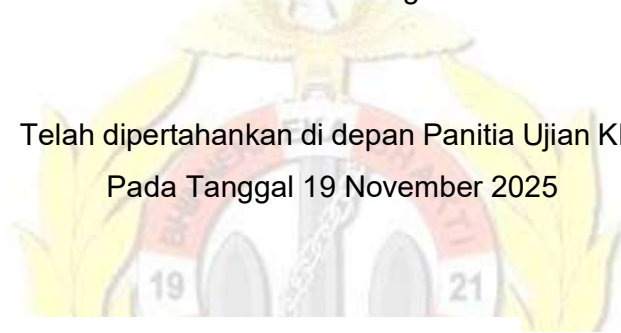 Telah dipertahankan di depan Panitia Ujian
Pada Tanggal 19 November 2025
19
21